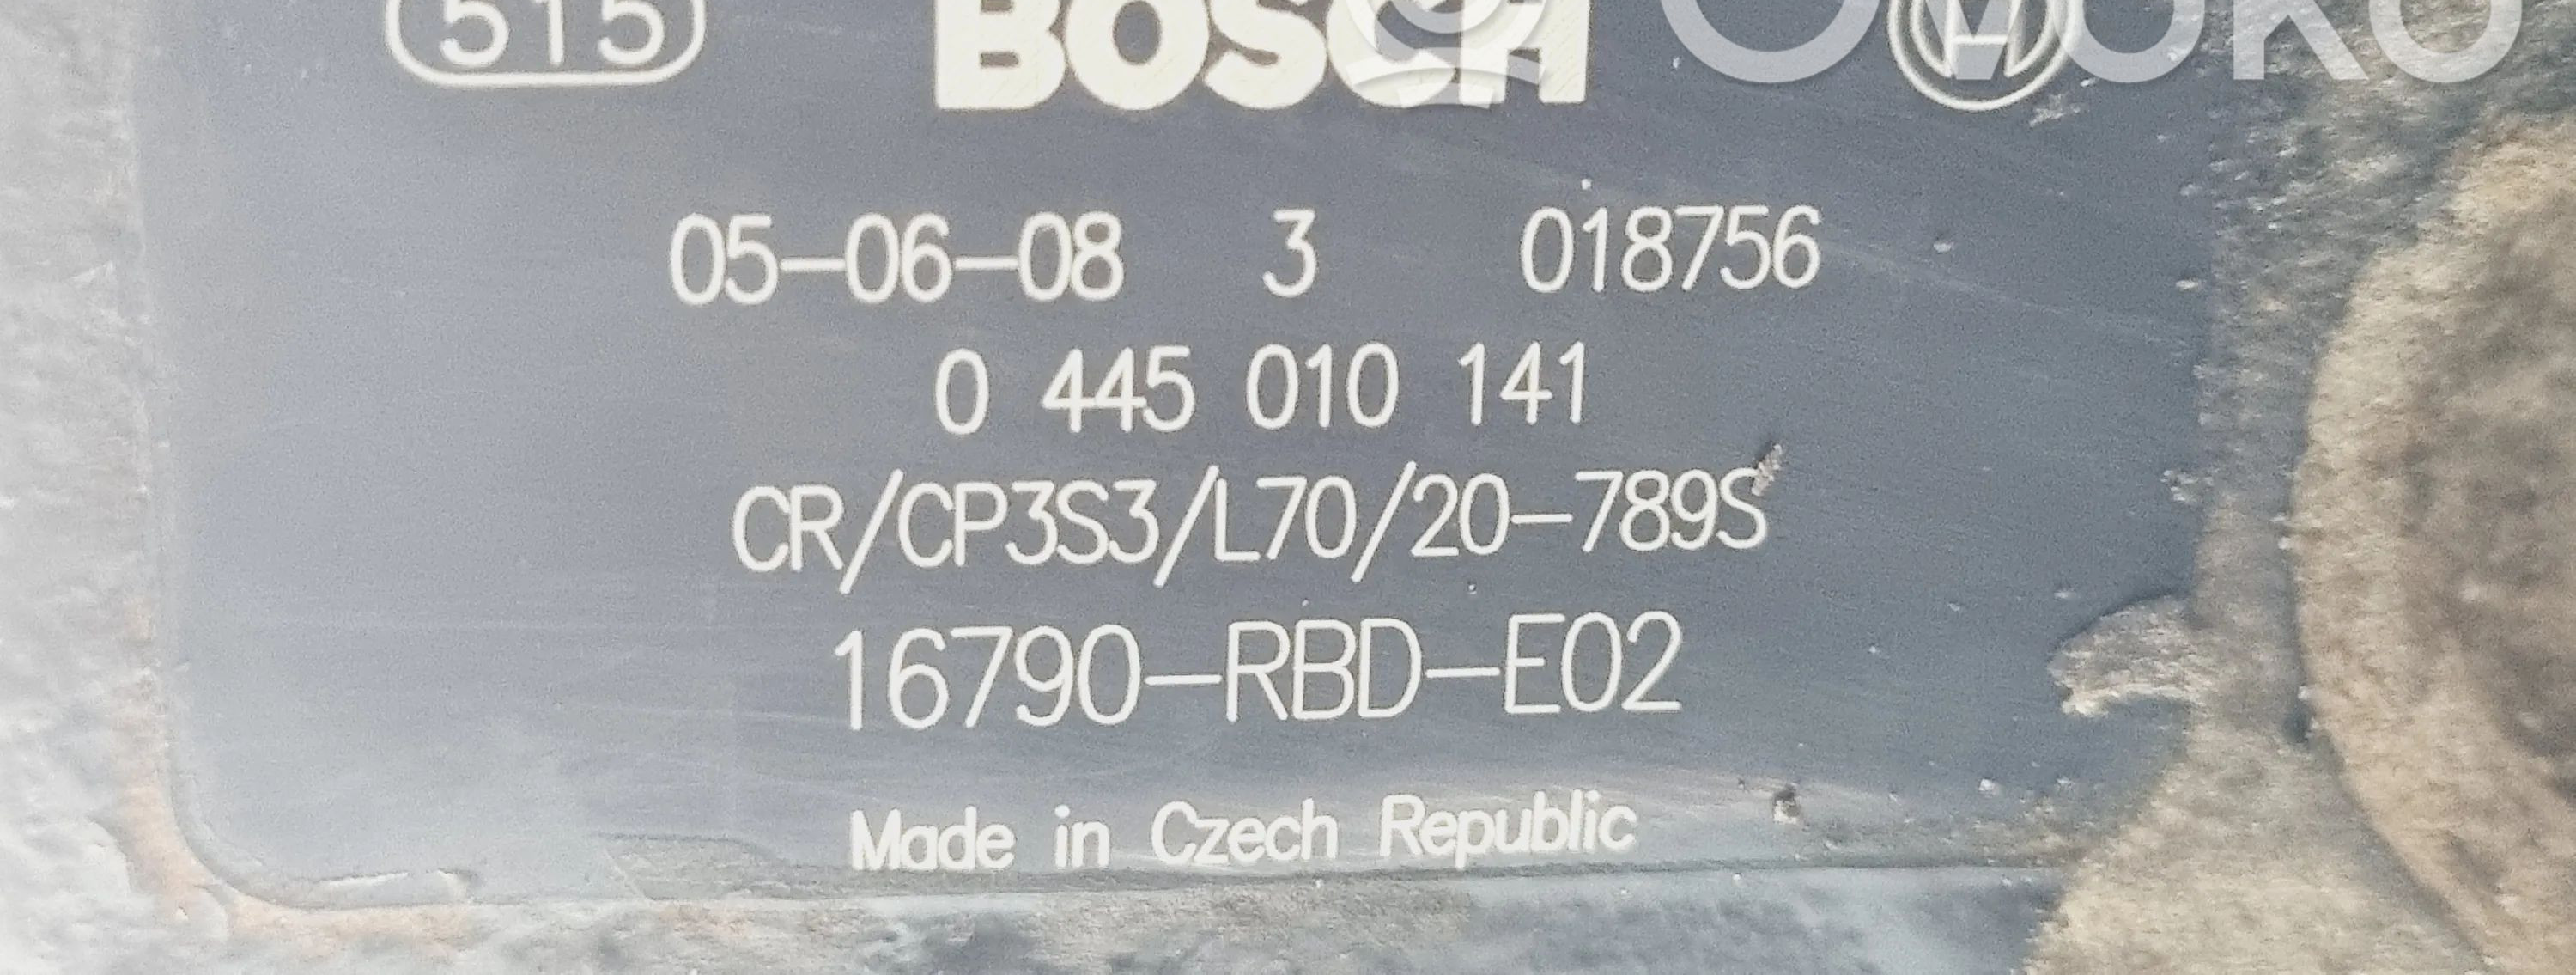 515 BOSCH
OVOKO
05-06-08 3 018756
0 445 010 141
CR/CP3S3/L70/20-789S
16790-RBD-E02
Made in Czech Republic